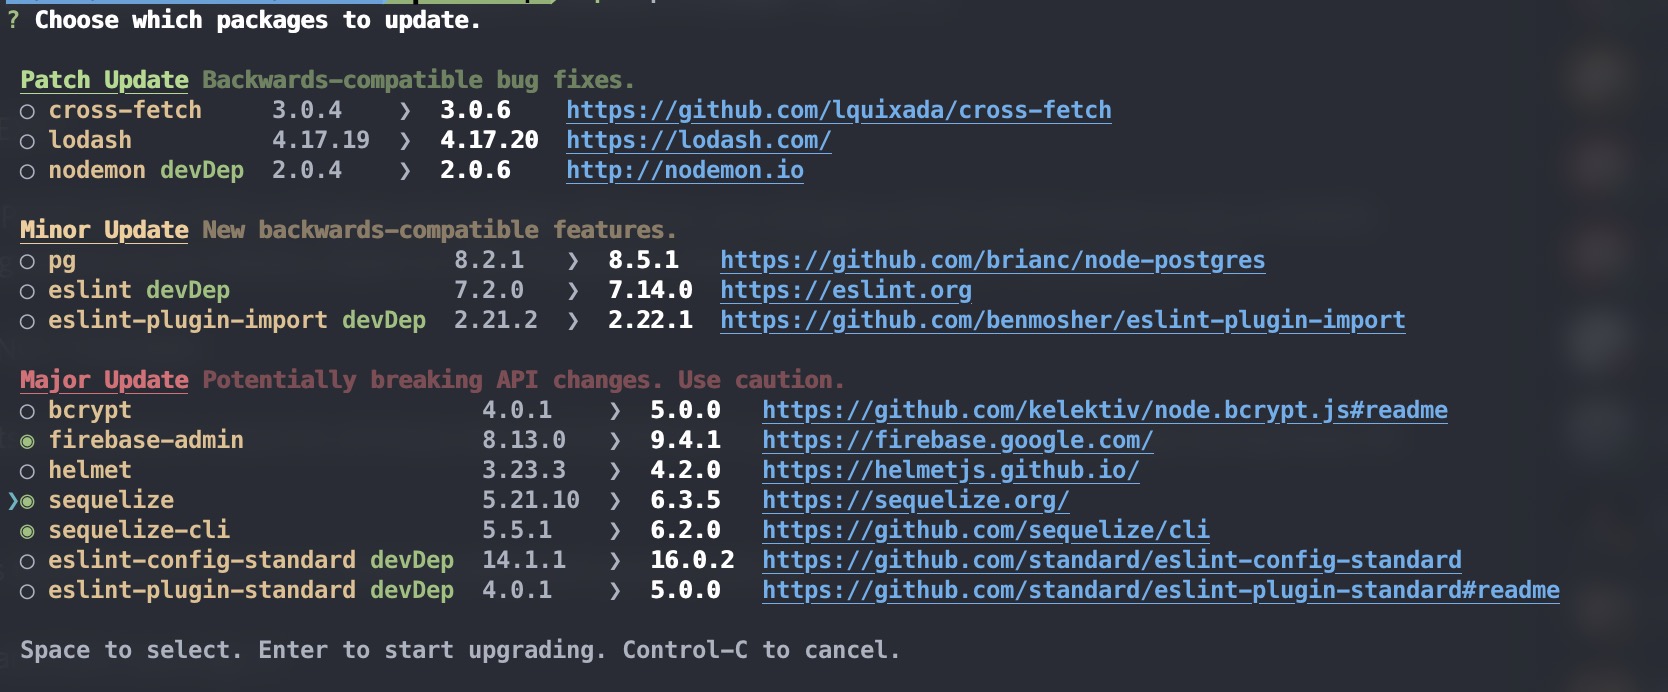 ? Choose which packages to update.
Patch Update Backwards-compatible bug fixes.
○ cross-fetch 3.0.4 ❯ 3.0.6 https://github.com/lquixada/cross-fetch
○ lodash 4.17.19 ❯ 4.17.20 https://lodash.com/
○ nodemon devDep 2.0.4 ❯ 2.0.6 http://nodemon.io
Minor Update New backwards-compatible features.
○ pg 8.2.1 ❯ 8.5.1 https://github.com/brianc/node-postgres
○ eslint devDep 7.2.0 ❯ 7.14.0 https://eslint.org
○ eslint-plugin-import devDep 2.21.2 ❯ 2.22.1 https://github.com/benmosher/eslint-plugin-import
Major Update Potentially breaking API changes. Use caution.
○ bcrypt 4.0.1 ❯ 5.0.0 https://github.com/kelektiv/node.bcrypt.js#readme
◉ firebase-admin 8.13.0 ❯ 9.4.1 https://firebase.google.com/
○ helmet 3.23.3 ❯ 4.2.0 https://helmetjs.github.io/
❯◉ sequelize 5.21.10 ❯ 6.3.5 https://sequelize.org/
◉ sequelize-cli 5.5.1 ❯ 6.2.0 https://github.com/sequelize/cli
○ eslint-config-standard devDep 14.1.1 ❯ 16.0.2 https://github.com/standard/eslint-config-standard
○ eslint-plugin-standard devDep 4.0.1 ❯ 5.0.0 https://github.com/standard/eslint-plugin-standard#readme
Space to select. Enter to start upgrading. Control-C to cancel.